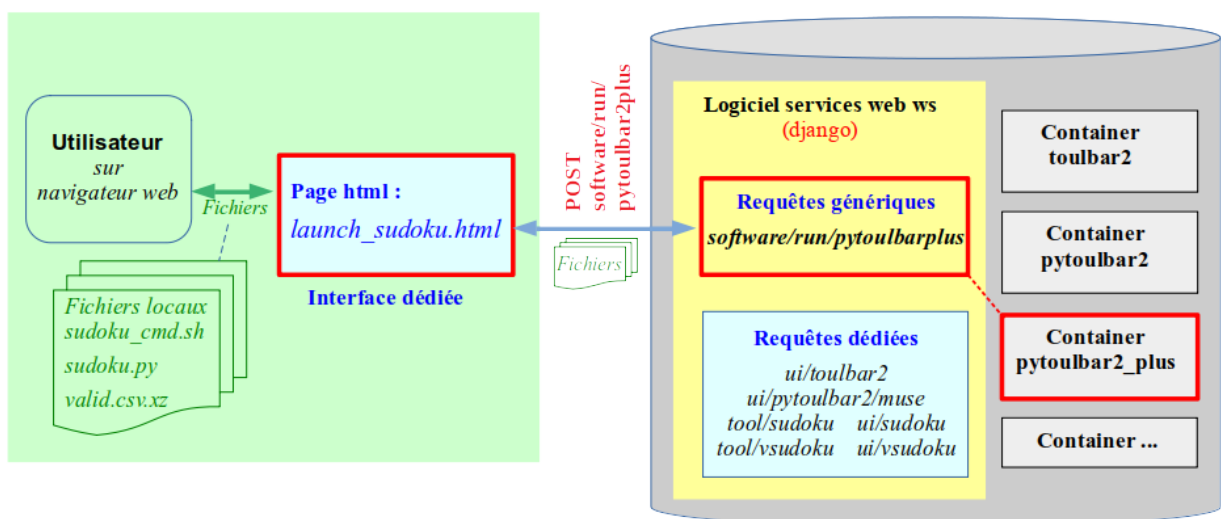 Utilisateur
sur
navigateur web
Fichiers
Fichiers locaux
sudoku_cmd.sh
sudoku.py
valid.csv.xz
Page html :
launch_sudoku.html
Interface dédiée
POST
software/run/
pytoulbar2plus
Fichiers
Logiciel services web ws
(django)
Requêtes génériques
software/run/pytoulbarplus
Requêtes dédiées
ui/toulbar2
ui/pytoulbar2/muse
tool/sudoku ui/sudoku
tool/vsudoku ui/vsudoku
Container
toulbar2
Container
pytoulbar2
Container
pytoulbar2_plus
Container ...